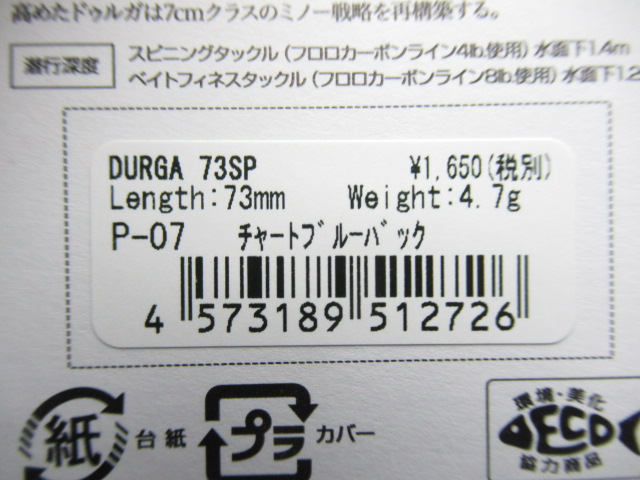 高めたドゥルガは7cmクラスのミノー戦略を再構築する。
潜行深度
スピニングタックル（フロロカーボンライン4lb.使用）水面下1.4m
ベイトフィネスタックル（フロロカーボンライン8lb.使用）水面下1.2
DURGA 73SP ¥1,650(税別)
Length:73mm Weight:4.7g
P-07 チャートブルーバック
4 573189 512726
紙 台紙
プラ カバー
環境・美化
ECO
協力商品